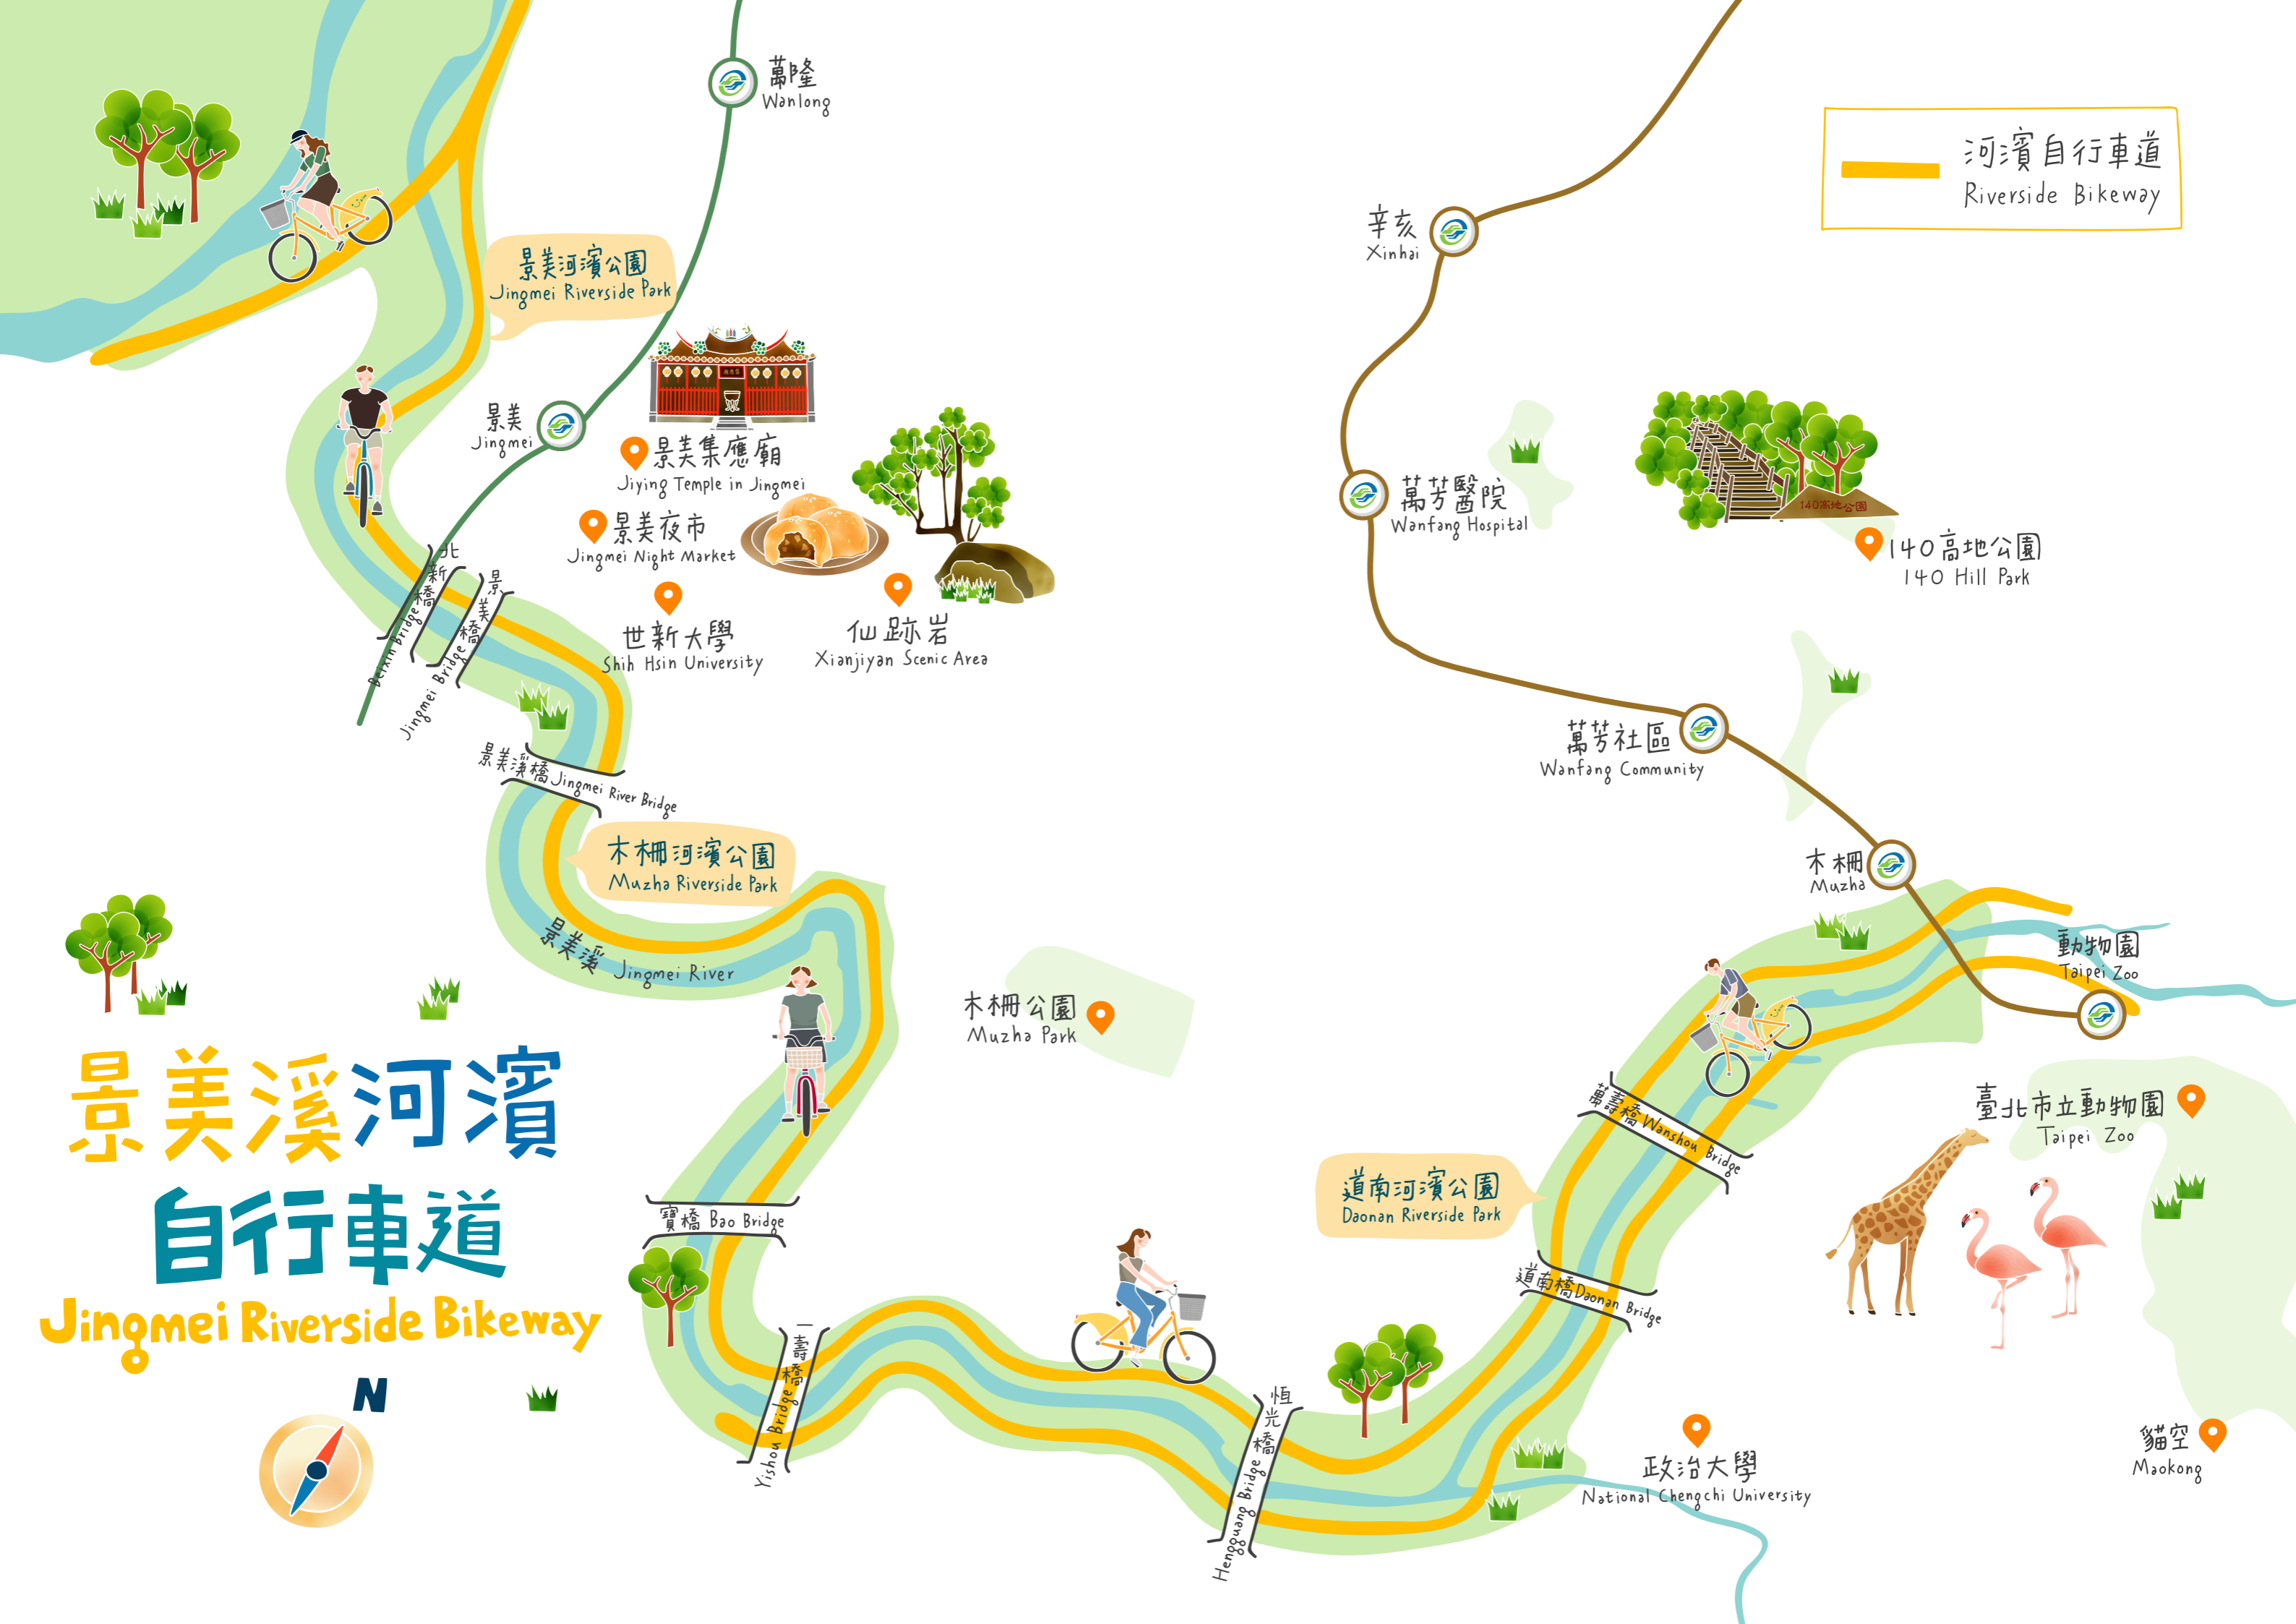 萬隆
Wanlong
河濱自行車道
Riverside Bikeway
辛亥
Xinhai
景美河濱公園
Jingmei Riverside Park
景美
Jingmei
景美集應廟
Jiying Temple in Jingmei
景美夜市
Jingmei Night Market
世新大學
Shih Hsin University
仙跡岩
Xianjiyan Scenic Area
萬芳醫院
Wanfang Hospital
140高地公園
140高地公園
140 Hill Park
北新橋
Beixin Bridge
景美橋
Jingmei Bridge
景美溪橋 Jingmei River Bridge
萬芳社區
Wanfang Community
木柵河濱公園
Muzha Riverside Park
木柵
Muzha
景美溪 Jingmei River
動物園
Taipei Zoo
木柵公園
Muzha Park
景美溪河濱
自行車道
Jingmei Riverside Bikeway
N
萬壽橋 Wanshou Bridge
臺北市立動物園
Taipei Zoo
道南河濱公園
Daonan Riverside Park
寶橋 Bao Bridge
道南橋 Daonan Bridge
一壽橋
Yishou Bridge
恆光橋
Hengguang Bridge
政治大學
National Chengchi University
貓空
Maokong